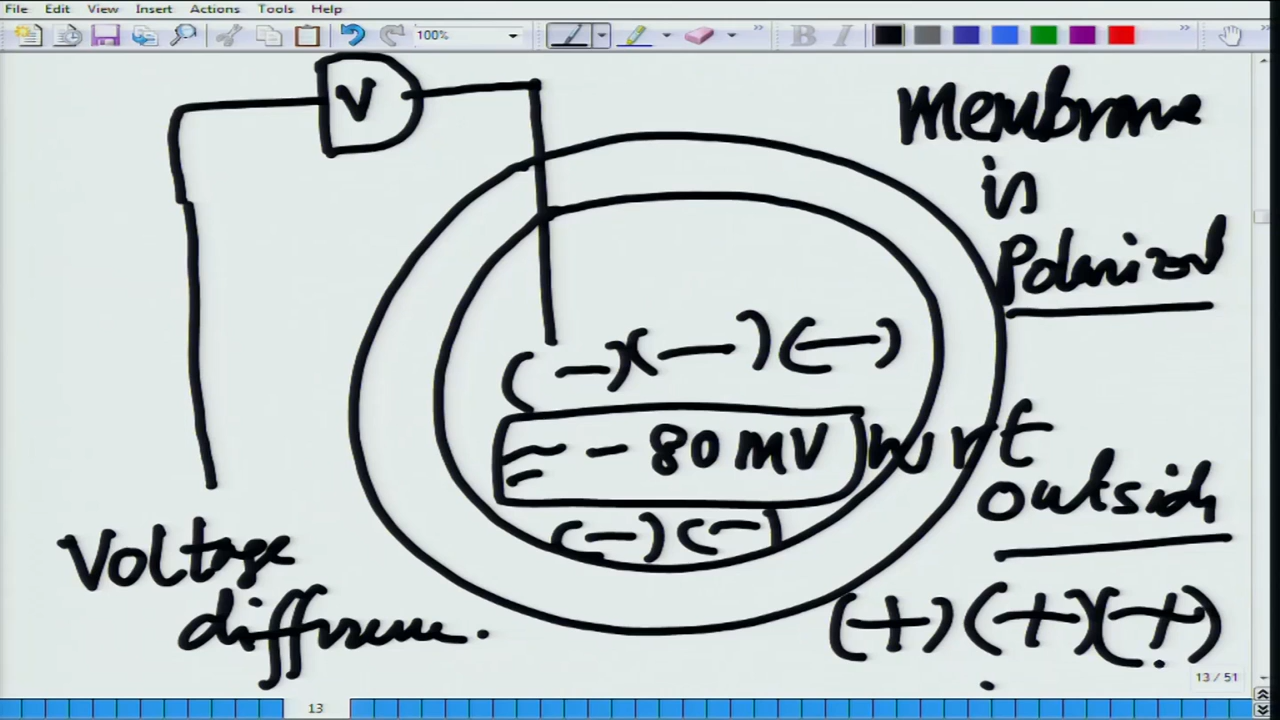 File Edit View Insert Actions Tools Help
100%
B I
V
Membrane
is
Polarized
(-)(-)(-)
= - 80 mV wrt
outside
(-)(-)
Voltage
difference.
(+)(+)(+)
13 / 51
13